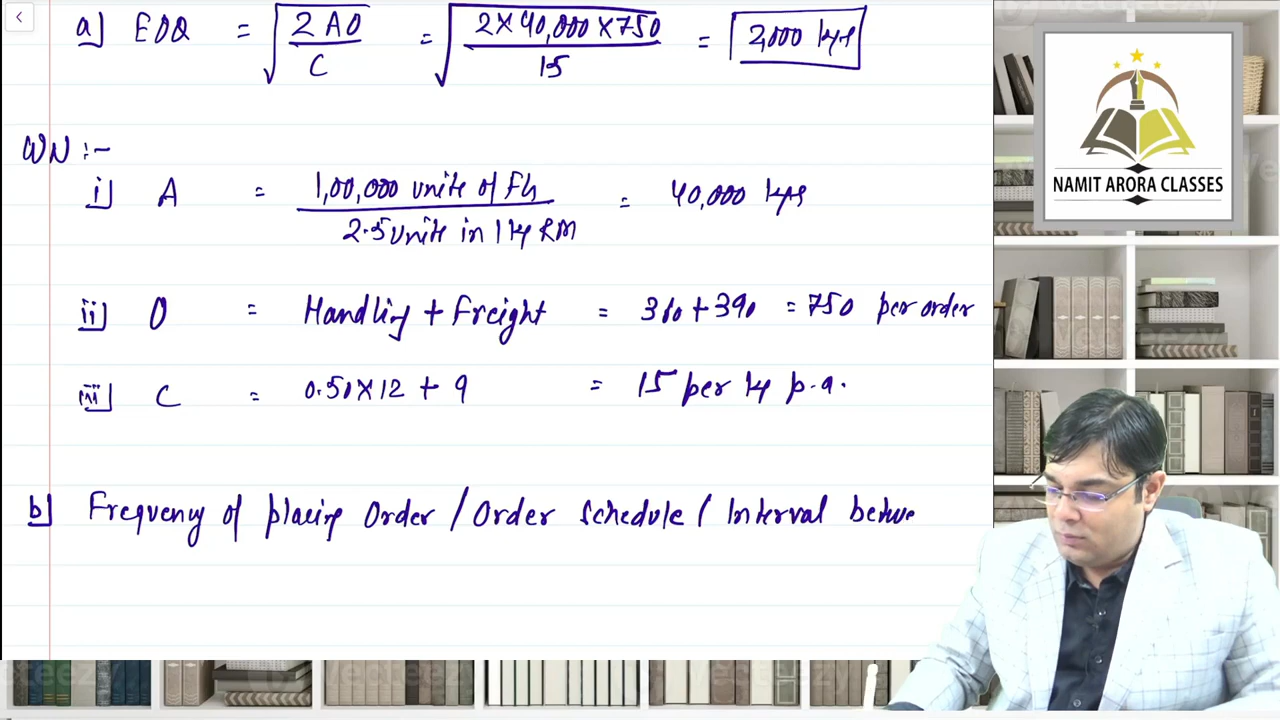 a] EOQ = √2AO / C = √2×40,000×750 / 15 = 2,000 kgs
WN :-
i] A = 1,00,000 units of FG / 2.5 units in 1 kg RM = 40,000 kgs
ii] O = Handling + Freight = 360+390 = 750 per order
iii] C = 0.50×12 + 9 = 15 per kg p.a.
b] Frequency of placing Order / Order schedule / Interval betwe
NAMIT ARORA CLASSES